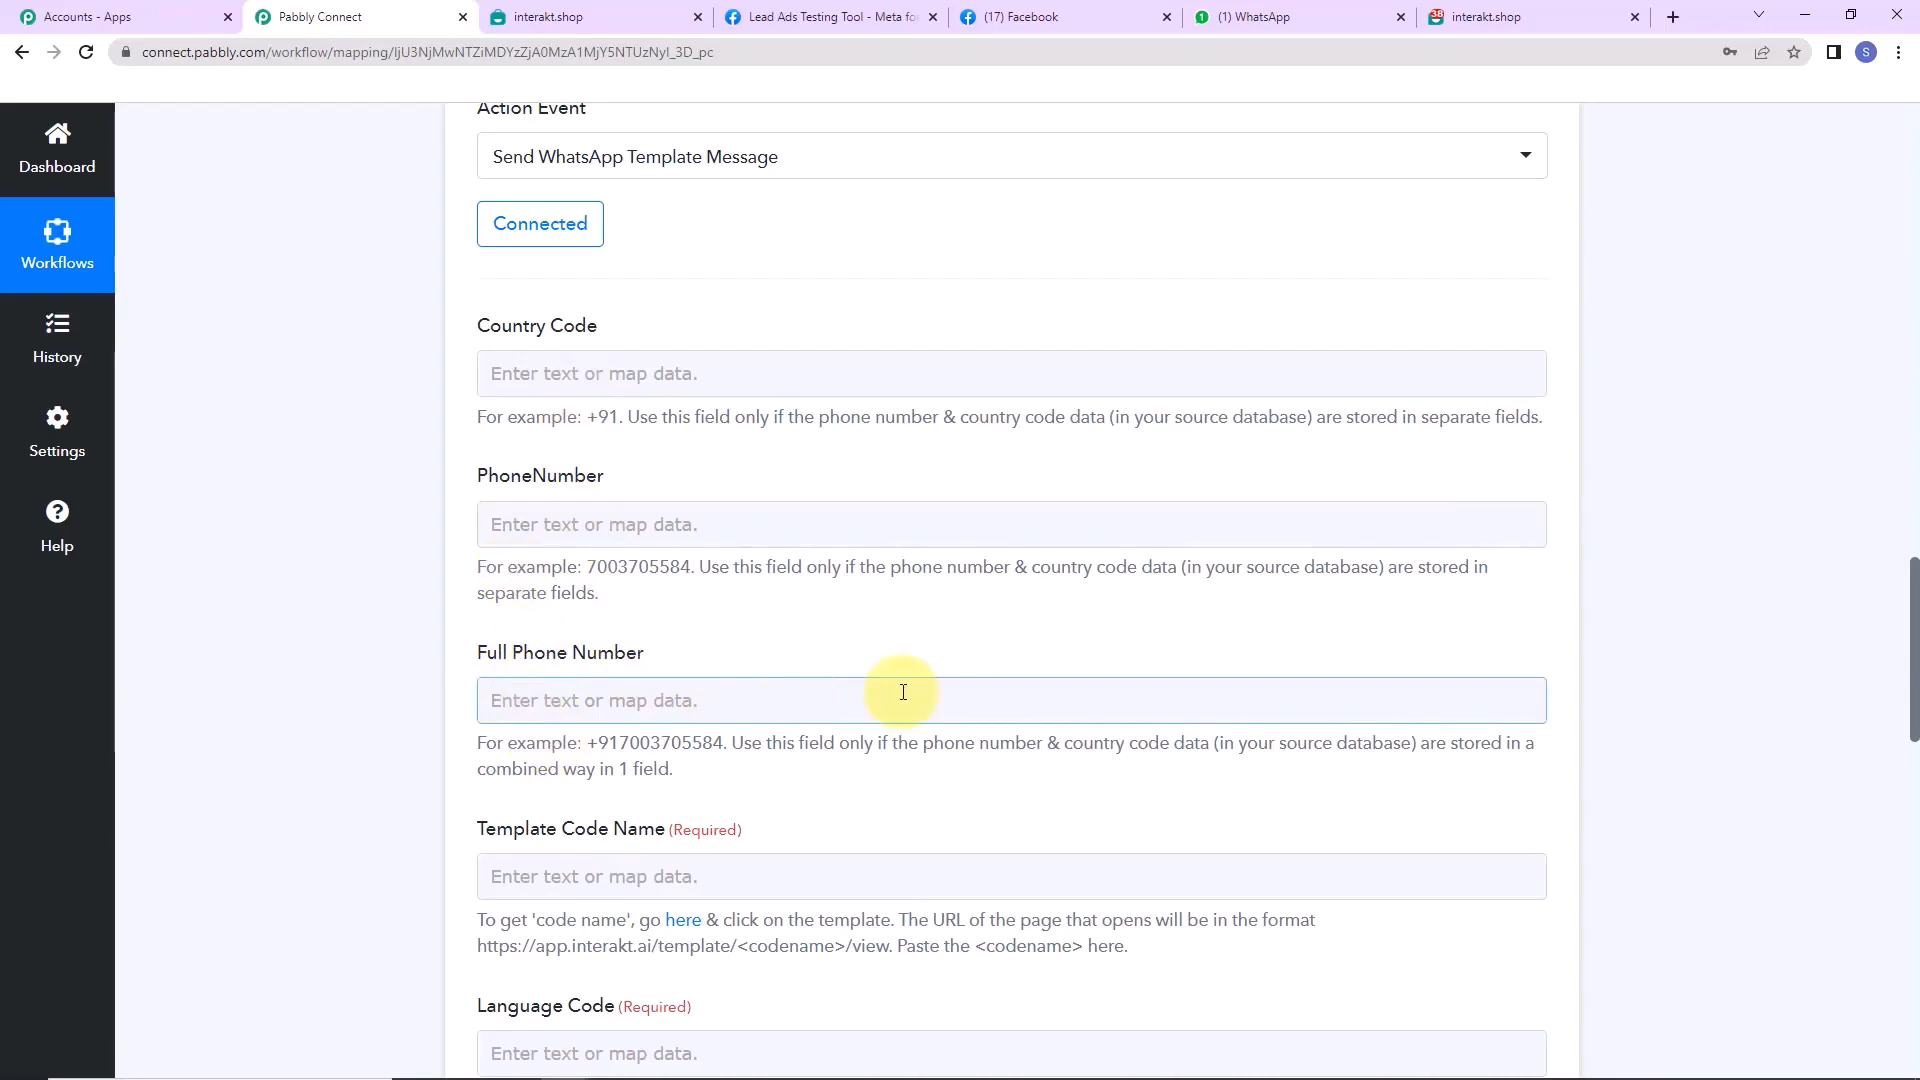 Accounts - Apps
Pabbly Connect
interakt.shop
Lead Ads Testing Tool - Meta fo
(17) Facebook
1
(1) WhatsApp
38
interakt.shop
S
Action Event
Send WhatsApp Template Message
Connected
Dashboard
Workflows
History
Settings
Help
Country Code
Enter text or map data.
For example: +91. Use this field only if the phone number & country code data (in your source database) are stored in separate fields.
PhoneNumber
Enter text or map data.
For example: 7003705584. Use this field only if the phone number & country code data (in your source database) are stored in
separate fields.
Full Phone Number
Enter text or map data.
For example: +917003705584. Use this field only if the phone number & country code data (in your source database) are stored in a
combined way in 1 field.
Template Code Name (Required)
Enter text or map data.
To get 'code name', go here & click on the template. The URL of the page that opens will be in the format
https://app.interakt.ai/template/<codename>/view. Paste the <codename> here.
Language Code (Required)
Enter text or map data.